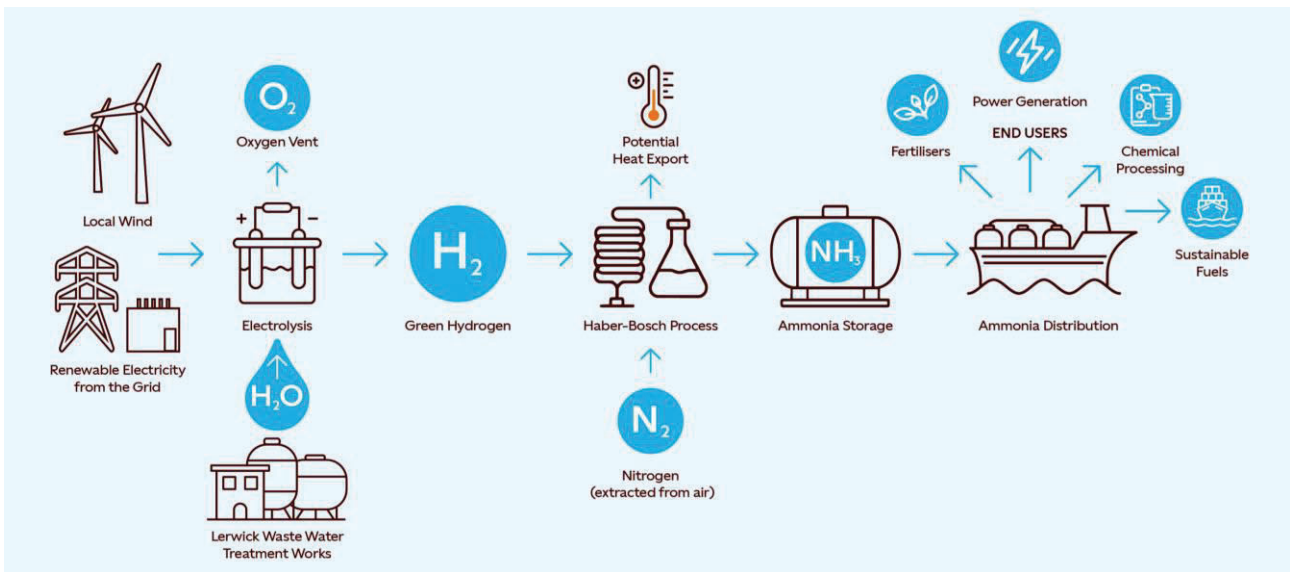 Local Wind
Renewable Electricity
from the Grid
O₂
Oxygen Vent
+ −
Electrolysis
H₂O
Lerwick Waste Water
Treatment Works
H₂
Green Hydrogen
+
Potential
Heat Export
Haber-Bosch Process
N₂
Nitrogen
(extracted from air)
NH₃
Ammonia Storage
Ammonia Distribution
Fertilisers
Power Generation
END USERS
Chemical
Processing
Sustainable
Fuels